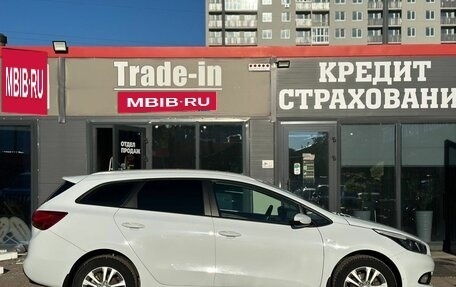 MBIB.RU
Trade-in
MBIB-RU
КРЕДИТ
СТРАХОВАНИ
ОТДЕЛ
ПРОДАЖ